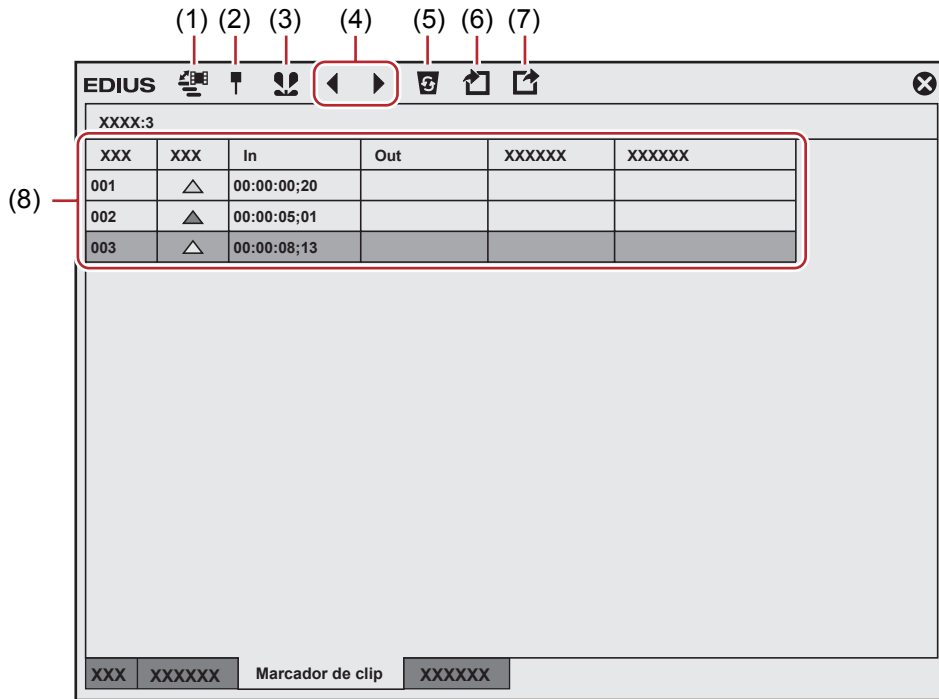 (1) (2) (3) (4) (5) (6) (7)
EDIUS
XXXX:3
XXX XXX In Out XXXXXX XXXXXX
(8)
001 00:00:00;20
002 00:00:05;01
003 00:00:08;13
XXX XXXXXX Marcador de clip XXXXXX